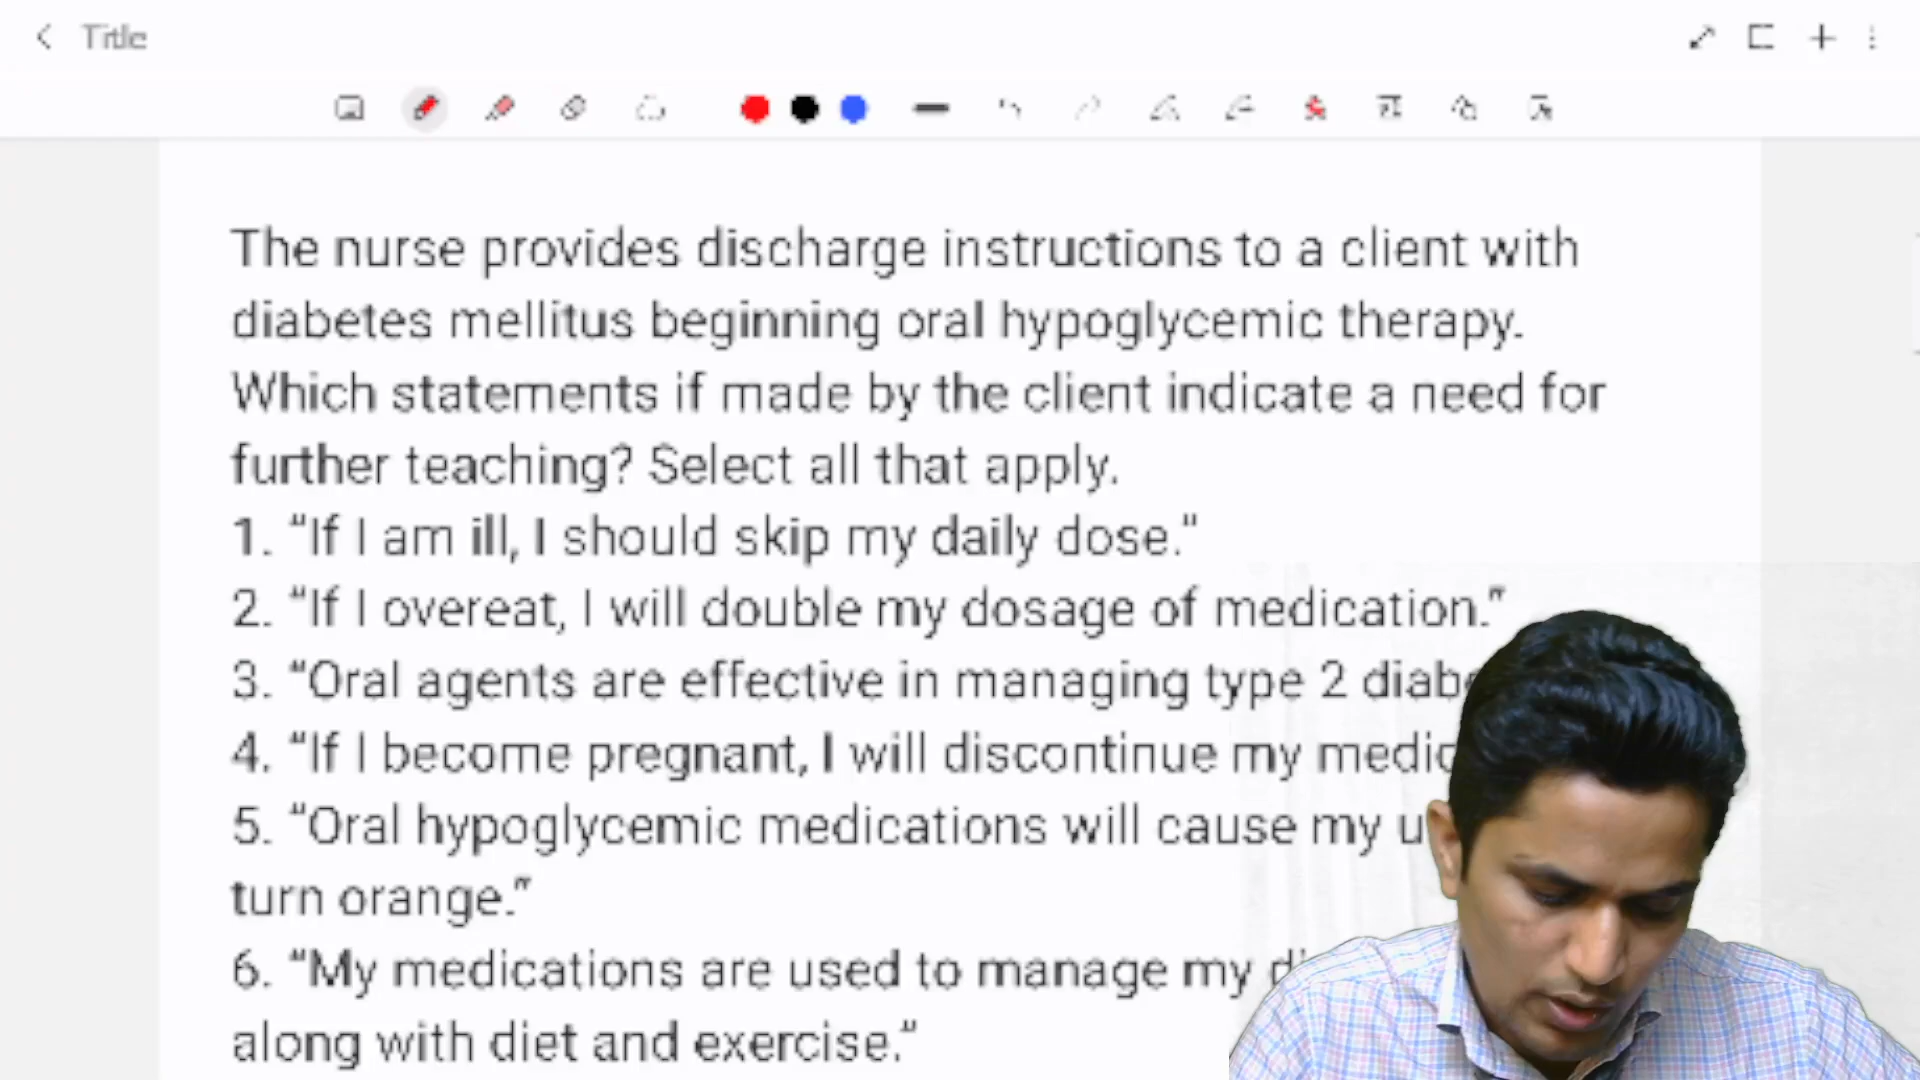 Title
The nurse provides discharge instructions to a client with
diabetes mellitus beginning oral hypoglycemic therapy.
Which statements if made by the client indicate a need for
further teaching? Select all that apply.
1. “If I am ill, I should skip my daily dose.”
2. “If I overeat, I will double my dosage of medication.”
3. “Oral agents are effective in managing type 2
4. “If I become pregnant, I will discontinue my
5. “Oral hypoglycemic medications will cause my
turn orange.”
6. “My medications are used to manage my
along with diet and exercise.”